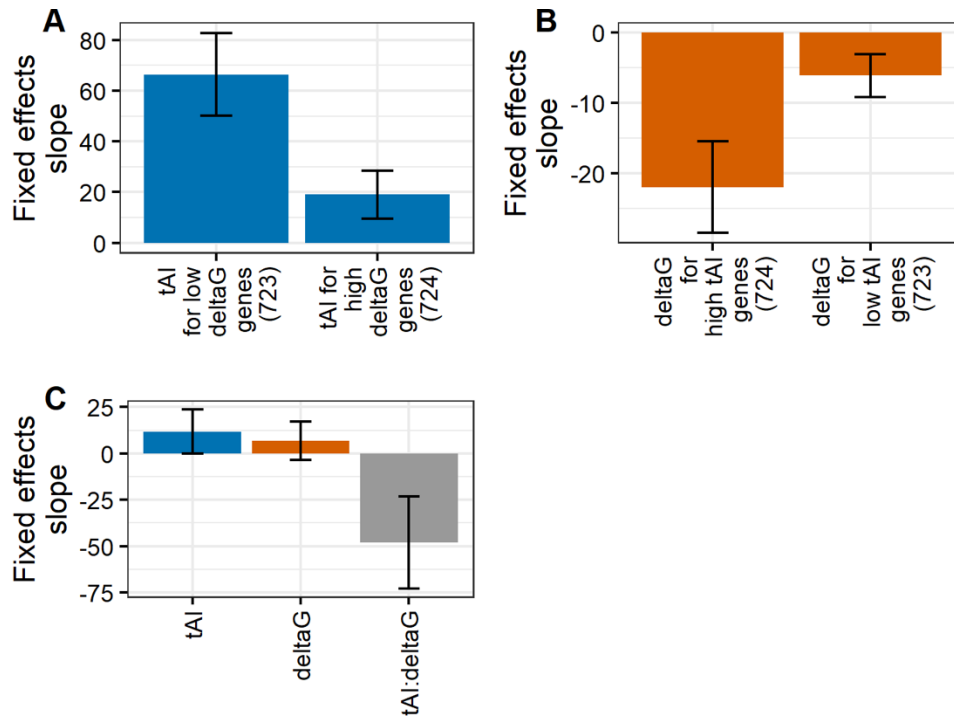 A
Fixed effects
slope
80
60
40
20
0
tAI
for low
deltaG
genes
(723)
tAI for
high
deltaG
genes
(724)
B
Fixed effects
slope
0
-10
-20
deltaG
for
high tAI
genes
(724)
deltaG
for
low tAI
genes
(723)
C
Fixed effects
slope
25
0
-25
-50
-75
tAI
deltaG
tAI:deltaG